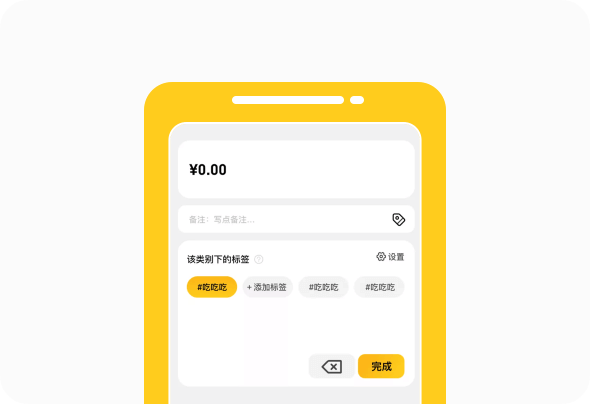 ¥0.00
备注：写点备注...
该类别下的标签 ? 设置
#吃吃吃 + 添加标签 #吃吃吃 #吃吃吃
完成